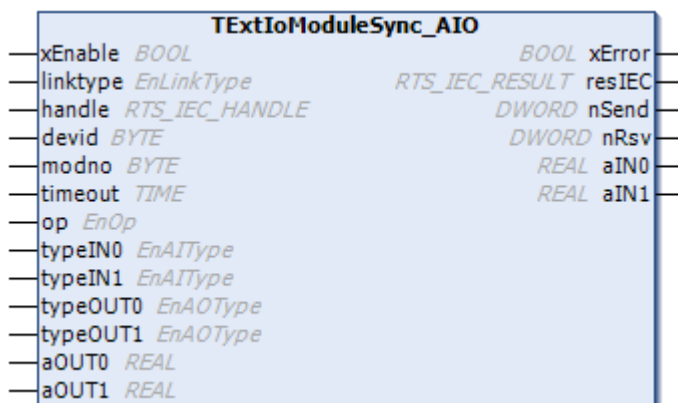 TExtIoModuleSync_AIO
xEnable BOOL BOOL xError
linktype EnLinkType RTS_IEC_RESULT resIEC
handle RTS_IEC_HANDLE DWORD nSend
devid BYTE DWORD nRsv
modno BYTE REAL aIN0
timeout TIME REAL aIN1
op EnOp
typeIN0 EnAIType
typeIN1 EnAIType
typeOUT0 EnAOType
typeOUT1 EnAOType
aOUT0 REAL
aOUT1 REAL